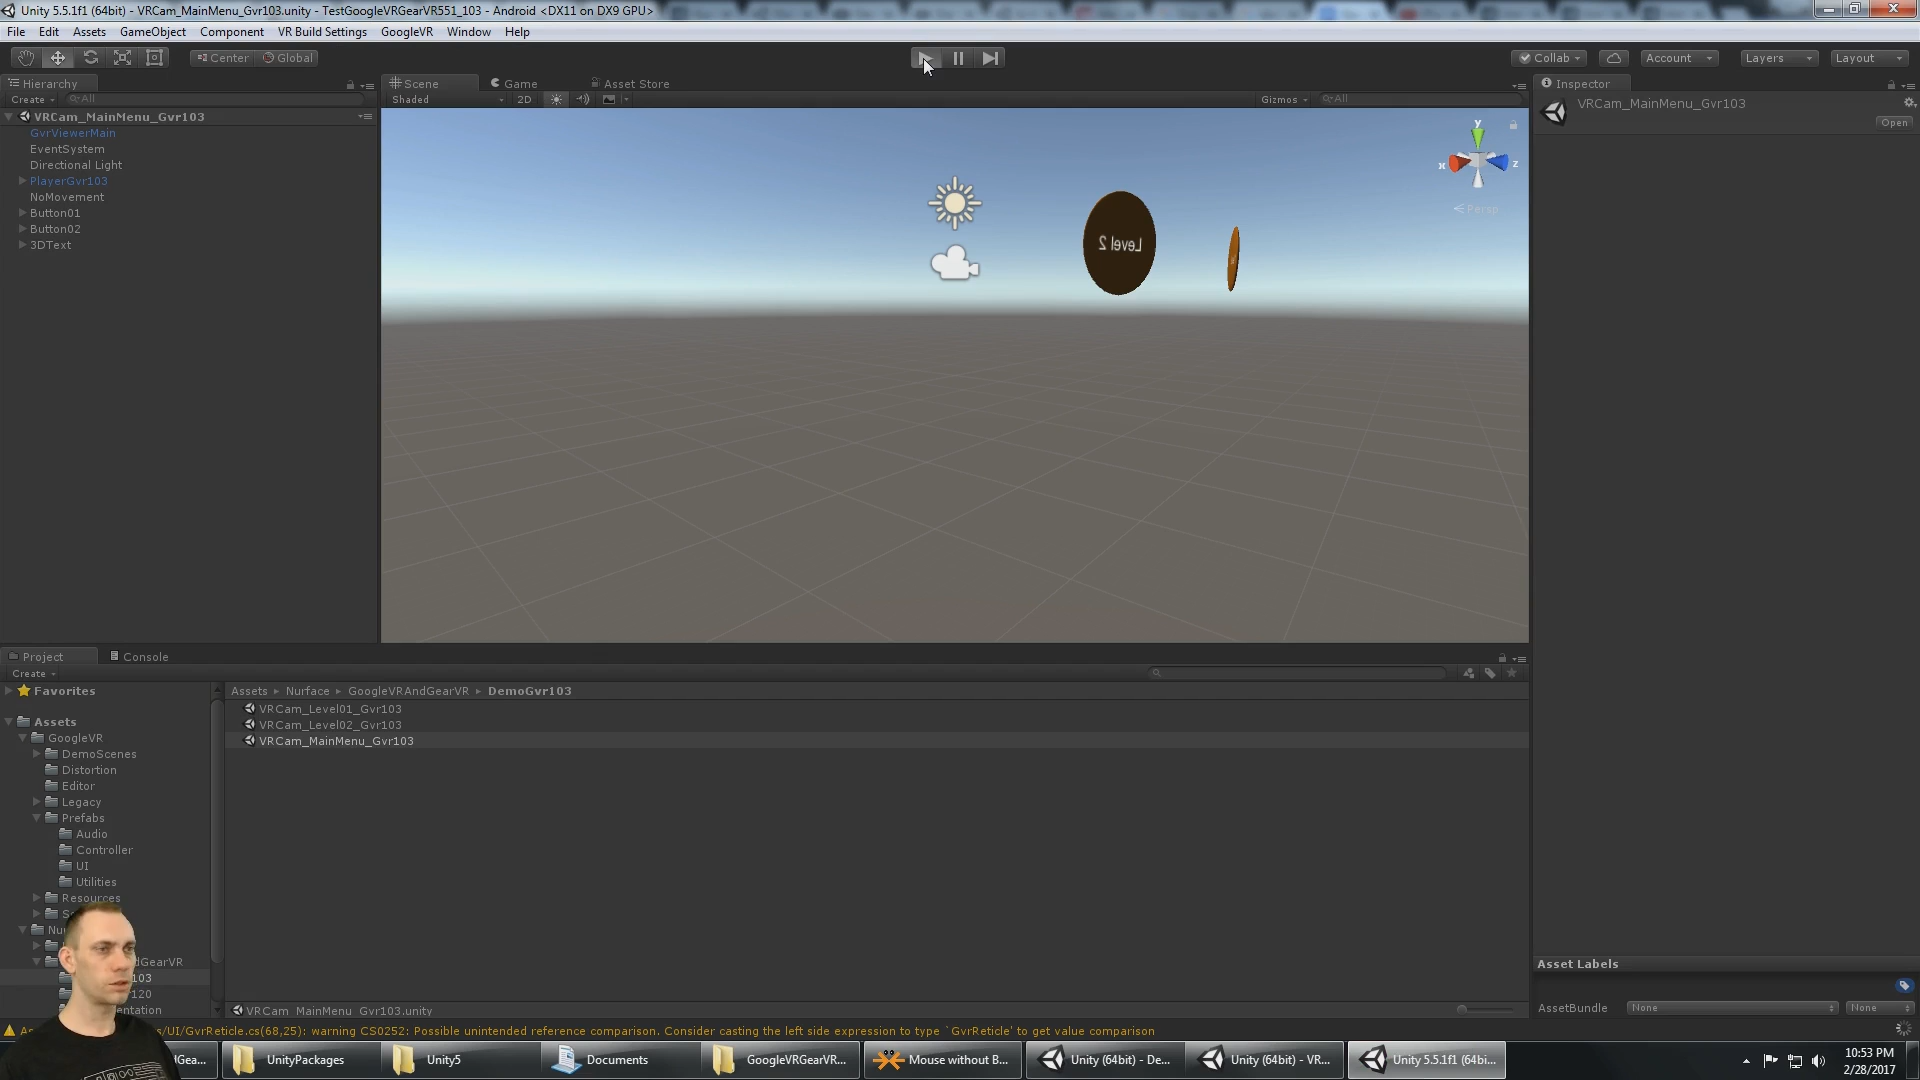 Unity 5.5.1f1 (64bit) - VRCam_MainMenu_Gvr103.unity - TestGoogleVRGearVR551_103 - Android <DX11 on DX9 GPU>
File Edit Assets GameObject Component VR Build Settings GoogleVR Window Help
Center Global Collab Account Layers Layout
Hierarchy
Create All
VRCam_MainMenu_Gvr103
GvrViewerMain
EventSystem
Directional Light
PlayerGvr103
NoMovement
Button01
Button02
3DText
Scene Game Asset Store
Shaded 2D Gizmos All
y
x z
Persp
Level 2
Inspector
VRCam_MainMenu_Gvr103
Open
Project Console
Create
Favorites
Assets
GoogleVR
DemoScenes
Distortion
Editor
Legacy
Prefabs
Audio
Controller
UI
Utilities
Resources
S
Nu
dGearVR
103
120
entation
Assets Nurface GoogleVRAndGearVR DemoGvr103
VRCam_Level01_Gvr103
VRCam_Level02_Gvr103
VRCam_MainMenu_Gvr103
VRCam_MainMenu_Gvr103.unity
Asset Labels
AssetBundle None None
As s/UI/GvrReticle.cs(68,25): warning CS0252: Possible unintended reference comparison. Consider casting the left side expression to type `GvrReticle' to get value comparison
dGea... UnityPackages Unity5 Documents GoogleVRGearVR... Mouse without B... Unity (64bit) - De... Unity (64bit) - VR... Unity 5.5.1f1 (64bi...
10:53 PM
2/28/2017